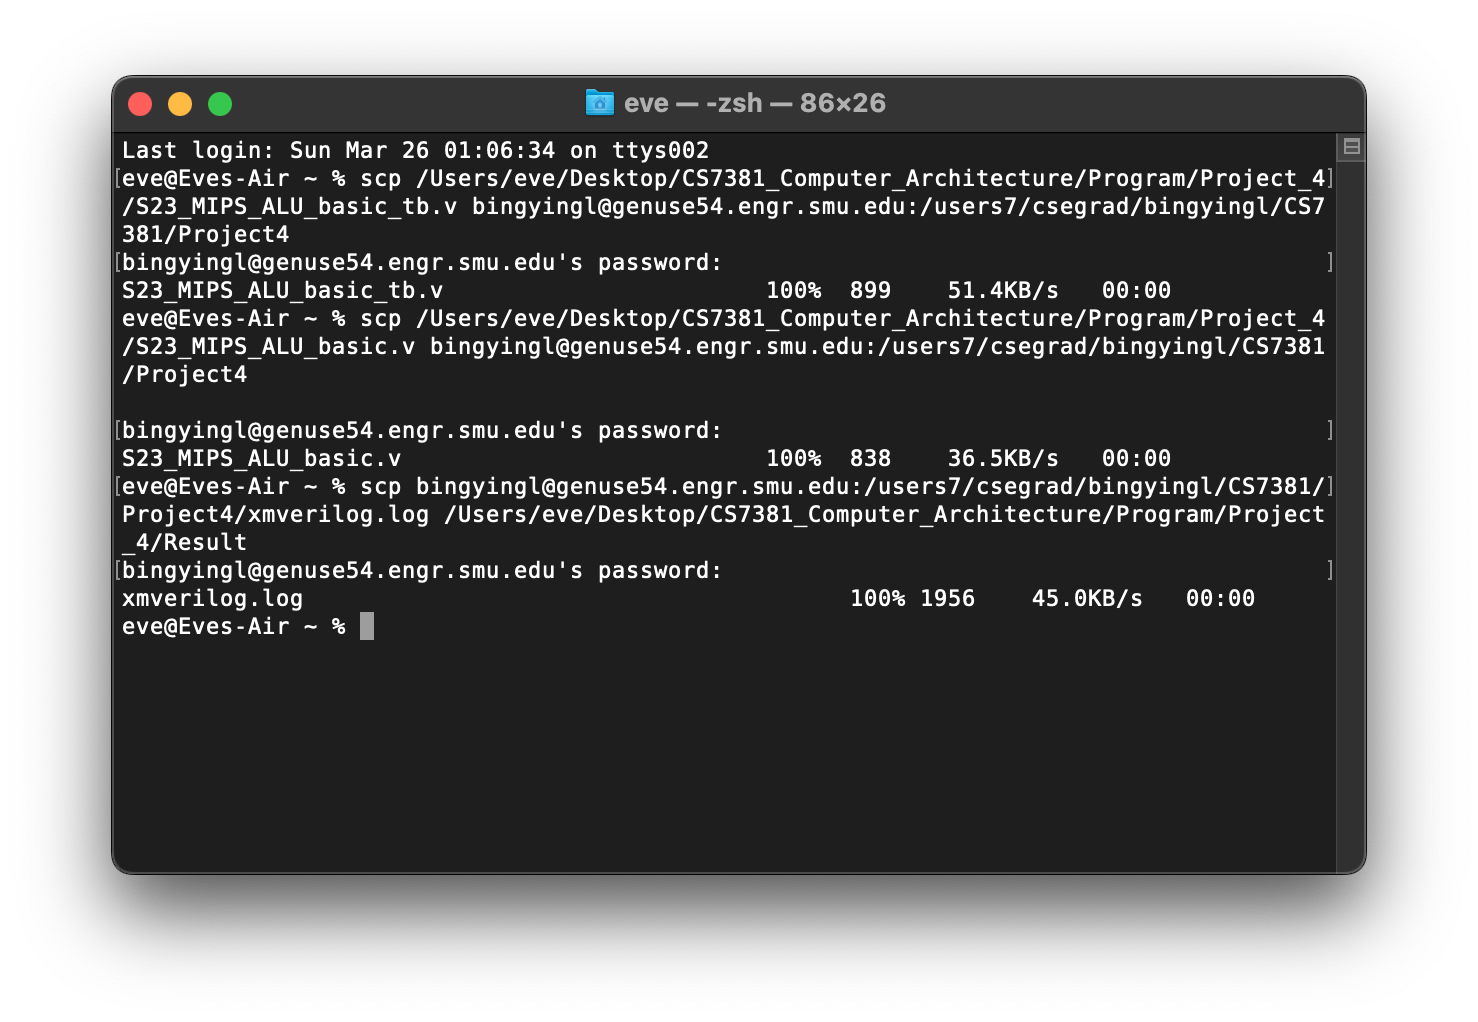 eve — -zsh — 86×26
Last login: Sun Mar 26 01:06:34 on ttys002
[eve@Eves-Air ~ % scp /Users/eve/Desktop/CS7381_Computer_Architecture/Program/Project_4]
/S23_MIPS_ALU_basic_tb.v bingyingl@genuse54.engr.smu.edu:/users7/csegrad/bingyingl/CS7
381/Project4
[bingyingl@genuse54.engr.smu.edu's password: ]
S23_MIPS_ALU_basic_tb.v 100% 899 51.4KB/s 00:00
eve@Eves-Air ~ % scp /Users/eve/Desktop/CS7381_Computer_Architecture/Program/Project_4
/S23_MIPS_ALU_basic.v bingyingl@genuse54.engr.smu.edu:/users7/csegrad/bingyingl/CS7381
/Project4
[bingyingl@genuse54.engr.smu.edu's password: ]
S23_MIPS_ALU_basic.v 100% 838 36.5KB/s 00:00
[eve@Eves-Air ~ % scp bingyingl@genuse54.engr.smu.edu:/users7/csegrad/bingyingl/CS7381/]
Project4/xmverilog.log /Users/eve/Desktop/CS7381_Computer_Architecture/Program/Project
_4/Result
[bingyingl@genuse54.engr.smu.edu's password: ]
xmverilog.log 100% 1956 45.0KB/s 00:00
eve@Eves-Air ~ %